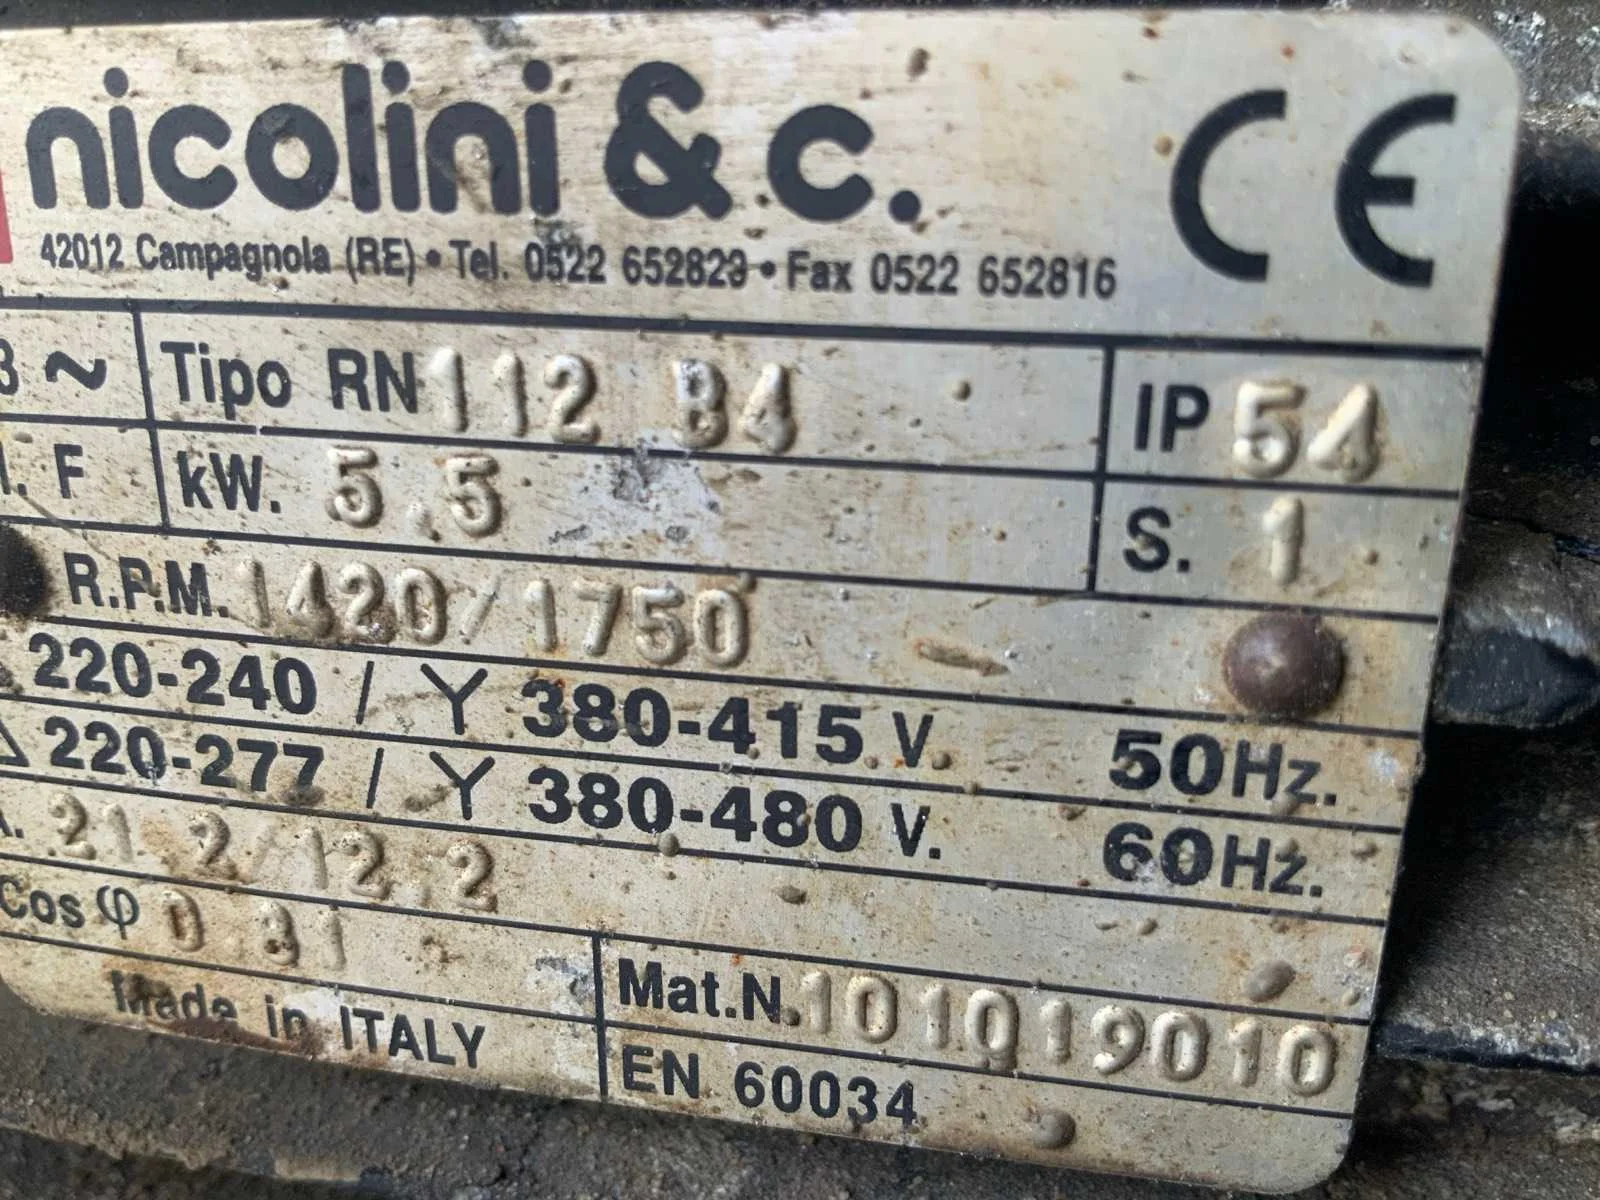 nicolini & c. CE
42012 Campagnola (RE) • Tel. 0522 652823 • Fax 0522 652816
3 ~ Tipo RN 112 B4 IP 54
I. F kW. 5.5 S. 1
R.P.M. 1420/1750
220-240 / Y 380-415 V. 50Hz.
△ 220-277 / Y 380-480 V. 60Hz.
A. 21.2/12.2
Cos φ 0.81
Made in ITALY
Mat.N. 101019010
EN 60034